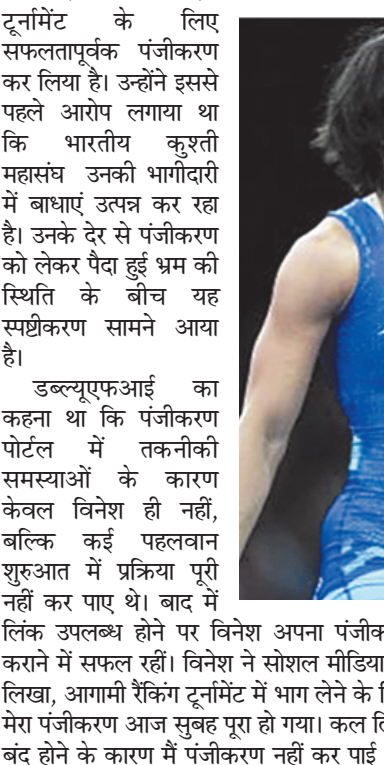 टूर्नामेंट के लिए
सफलतापूर्वक पंजीकरण
कर लिया है। उन्होंने इससे
पहले आरोप लगाया था
कि भारतीय कुश्ती
महासंघ उनकी भागीदारी
में बाधाएं उत्पन्न कर रहा
है। उनके देर से पंजीकरण
को लेकर पैदा हुई भ्रम की
स्थिति के बीच यह
स्पष्टीकरण सामने आया
है।
डब्ल्यूएफआई का
कहना था कि पंजीकरण
पोर्टल में तकनीकी
समस्याओं के कारण
केवल विनेश ही नहीं,
बल्कि कई पहलवान
शुरुआत में प्रक्रिया पूरी
नहीं कर पाए थे। बाद में
लिंक उपलब्ध होने पर विनेश अपना
कराने में सफल रहीं। विनेश ने सोशल मीडिया
लिखा, आगामी रैंकिंग टूर्नामेंट में भाग लेने के
मेरा पंजीकरण आज सुबह पूरा हो गया। कल
बंद होने के कारण मैं पंजीकरण नहीं कर पाई